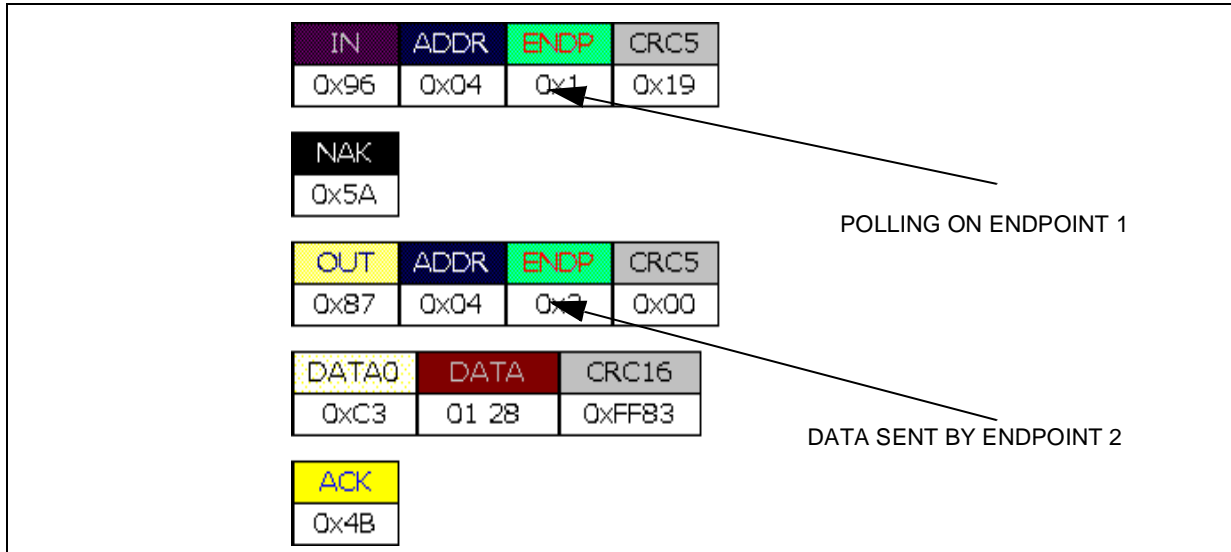 IN ADDR ENDP CRC5
0x96 0x04 0x1 0x19
NAK
0x5A
POLLING ON ENDPOINT 1
OUT ADDR ENDP CRC5
0x87 0x04 0x00
DATA0 DATA CRC16
0xC3 01 28 0xFF83
DATA SENT BY ENDPOINT 2
ACK
0x4B